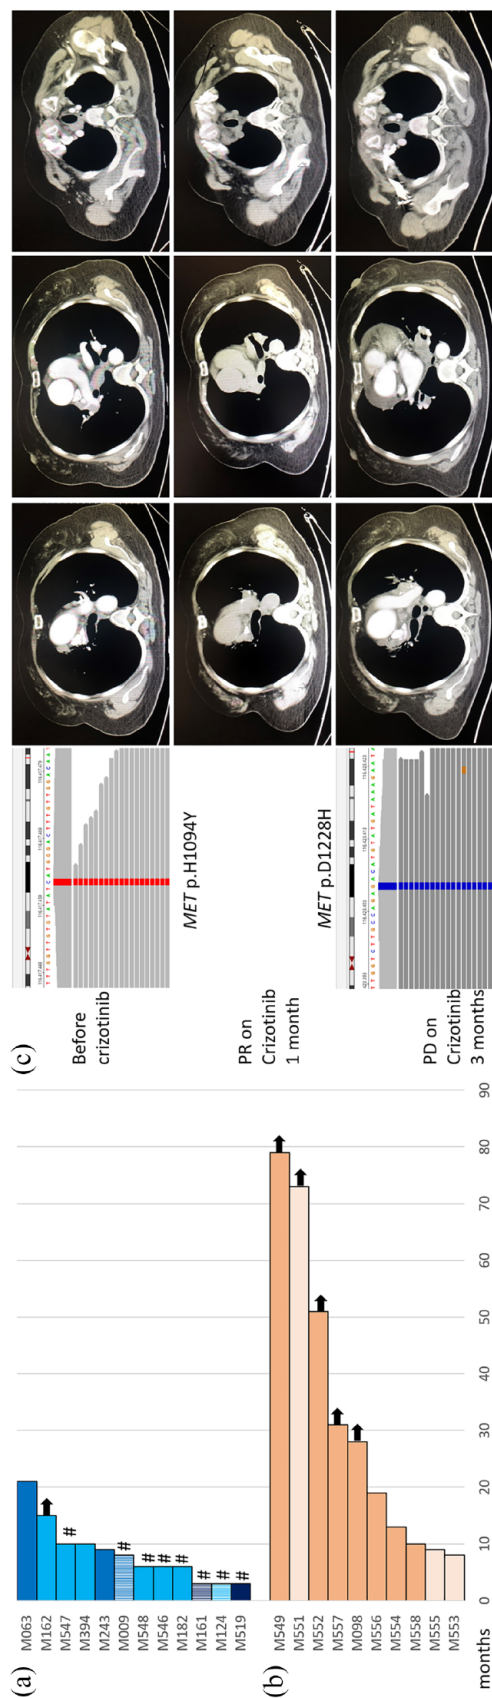 (a)
M063
M162
M547 #
M394
M243
M009 #
M548 #
M546 #
M182 #
M161 #
M124 #
M519 #
(b)
M549
M551
M552
M557
M098
M556
M554
M558
M555
M553
months 0 10 20 30 40 50 60 70 80 90
(c)
Before
crizotinib
MET p.H1094Y
PR on
Crizotinib
1 month
MET p.D1228H
PD on
Crizotinib
3 months